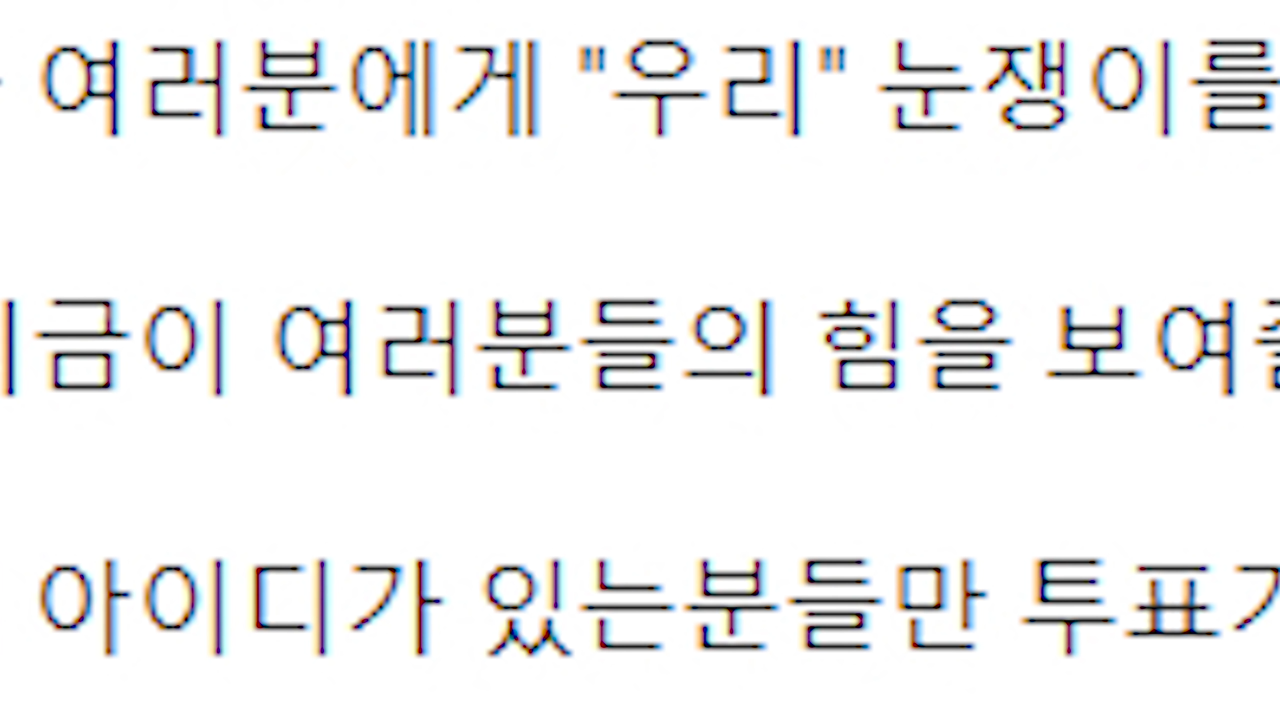 여러분에게 "우리" 눈쟁이를
금이 여러분들의 힘을 보여
아이디가 있는분들만 투표